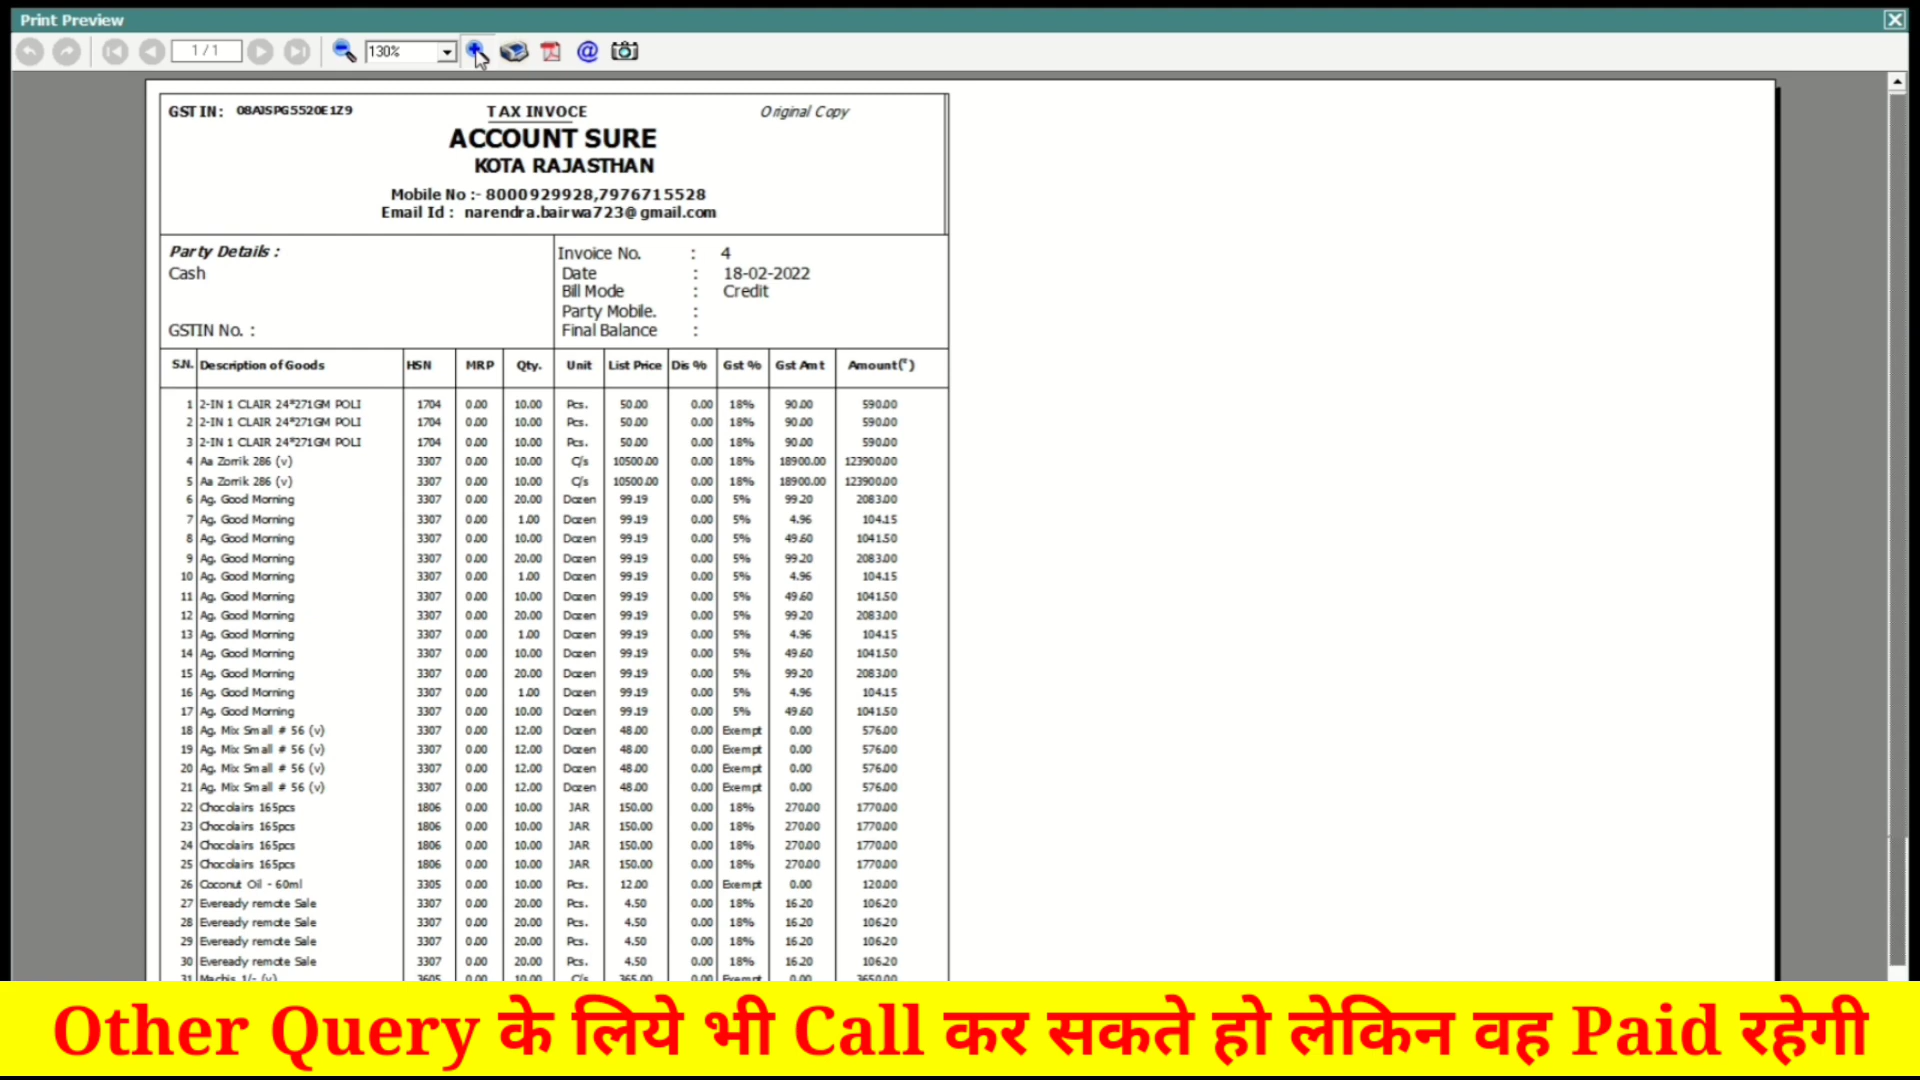 Print Preview
1 / 1
130%
GSTIN: 08AJSPG5520E1Z9 TAX INVOCE Original Copy
ACCOUNT SURE
KOTA RAJASTHAN
Mobile No :- 8000929928,7976715528
Email Id : narendra.bairwa723@gmail.com
Party Details :
Cash
GSTIN No. :
Invoice No. : 4
Date : 18-02-2022
Bill Mode : Credit
Party Mobile. :
Final Balance :
S.N. Description of Goods HSN MRP Qty. Unit List Price Dis % Gst % Gst Amt Amount(₹)
1 2-IN 1 CLAIR 24*271GM POLI 1704 0.00 10.00 Pcs. 50.00 0.00 18% 90.00 590.00
2 2-IN 1 CLAIR 24*271GM POLI 1704 0.00 10.00 Pcs. 50.00 0.00 18% 90.00 590.00
3 2-IN 1 CLAIR 24*271GM POLI 1704 0.00 10.00 Pcs. 50.00 0.00 18% 90.00 590.00
4 Aa Zorrik 286 (v) 3307 0.00 10.00 C/s 10500.00 0.00 18% 18900.00 123900.00
5 Aa Zorrik 286 (v) 3307 0.00 10.00 C/s 10500.00 0.00 18% 18900.00 123900.00
6 Ag. Good Morning 3307 0.00 20.00 Dozen 99.19 0.00 5% 99.20 2083.00
7 Ag. Good Morning 3307 0.00 1.00 Dozen 99.19 0.00 5% 4.96 104.15
8 Ag. Good Morning 3307 0.00 10.00 Dozen 99.19 0.00 5% 49.60 1041.50
9 Ag. Good Morning 3307 0.00 20.00 Dozen 99.19 0.00 5% 99.20 2083.00
10 Ag. Good Morning 3307 0.00 1.00 Dozen 99.19 0.00 5% 4.96 104.15
11 Ag. Good Morning 3307 0.00 10.00 Dozen 99.19 0.00 5% 49.60 1041.50
12 Ag. Good Morning 3307 0.00 20.00 Dozen 99.19 0.00 5% 99.20 2083.00
13 Ag. Good Morning 3307 0.00 1.00 Dozen 99.19 0.00 5% 4.96 104.15
14 Ag. Good Morning 3307 0.00 10.00 Dozen 99.19 0.00 5% 49.60 1041.50
15 Ag. Good Morning 3307 0.00 20.00 Dozen 99.19 0.00 5% 99.20 2083.00
16 Ag. Good Morning 3307 0.00 1.00 Dozen 99.19 0.00 5% 4.96 104.15
17 Ag. Good Morning 3307 0.00 10.00 Dozen 99.19 0.00 5% 49.60 1041.50
18 Ag. Mix Small # 56 (v) 3307 0.00 12.00 Dozen 48.00 0.00 Exempt 0.00 576.00
19 Ag. Mix Small # 56 (v) 3307 0.00 12.00 Dozen 48.00 0.00 Exempt 0.00 576.00
20 Ag. Mix Small # 56 (v) 3307 0.00 12.00 Dozen 48.00 0.00 Exempt 0.00 576.00
21 Ag. Mix Small # 56 (v) 3307 0.00 12.00 Dozen 48.00 0.00 Exempt 0.00 576.00
22 Chocolairs 165pcs 1806 0.00 10.00 JAR 150.00 0.00 18% 270.00 1770.00
23 Chocolairs 165pcs 1806 0.00 10.00 JAR 150.00 0.00 18% 270.00 1770.00
24 Chocolairs 165pcs 1806 0.00 10.00 JAR 150.00 0.00 18% 270.00 1770.00
25 Chocolairs 165pcs 1806 0.00 10.00 JAR 150.00 0.00 18% 270.00 1770.00
26 Coconut Oil - 60ml 3305 0.00 10.00 Pcs. 12.00 0.00 Exempt 0.00 120.00
27 Eveready remote Sale 3307 0.00 20.00 Pcs. 4.50 0.00 18% 16.20 106.20
28 Eveready remote Sale 3307 0.00 20.00 Pcs. 4.50 0.00 18% 16.20 106.20
29 Eveready remote Sale 3307 0.00 20.00 Pcs. 4.50 0.00 18% 16.20 106.20
30 Eveready remote Sale 3307 0.00 20.00 Pcs. 4.50 0.00 18% 16.20 106.20
31 Machis 1/- (v) 3605 0.00 10.00 C/s 365.00 0.00 Exempt 0.00 3650.00
Other Query के लिये भी Call कर सकते हो लेकिन वह Paid रहेगी